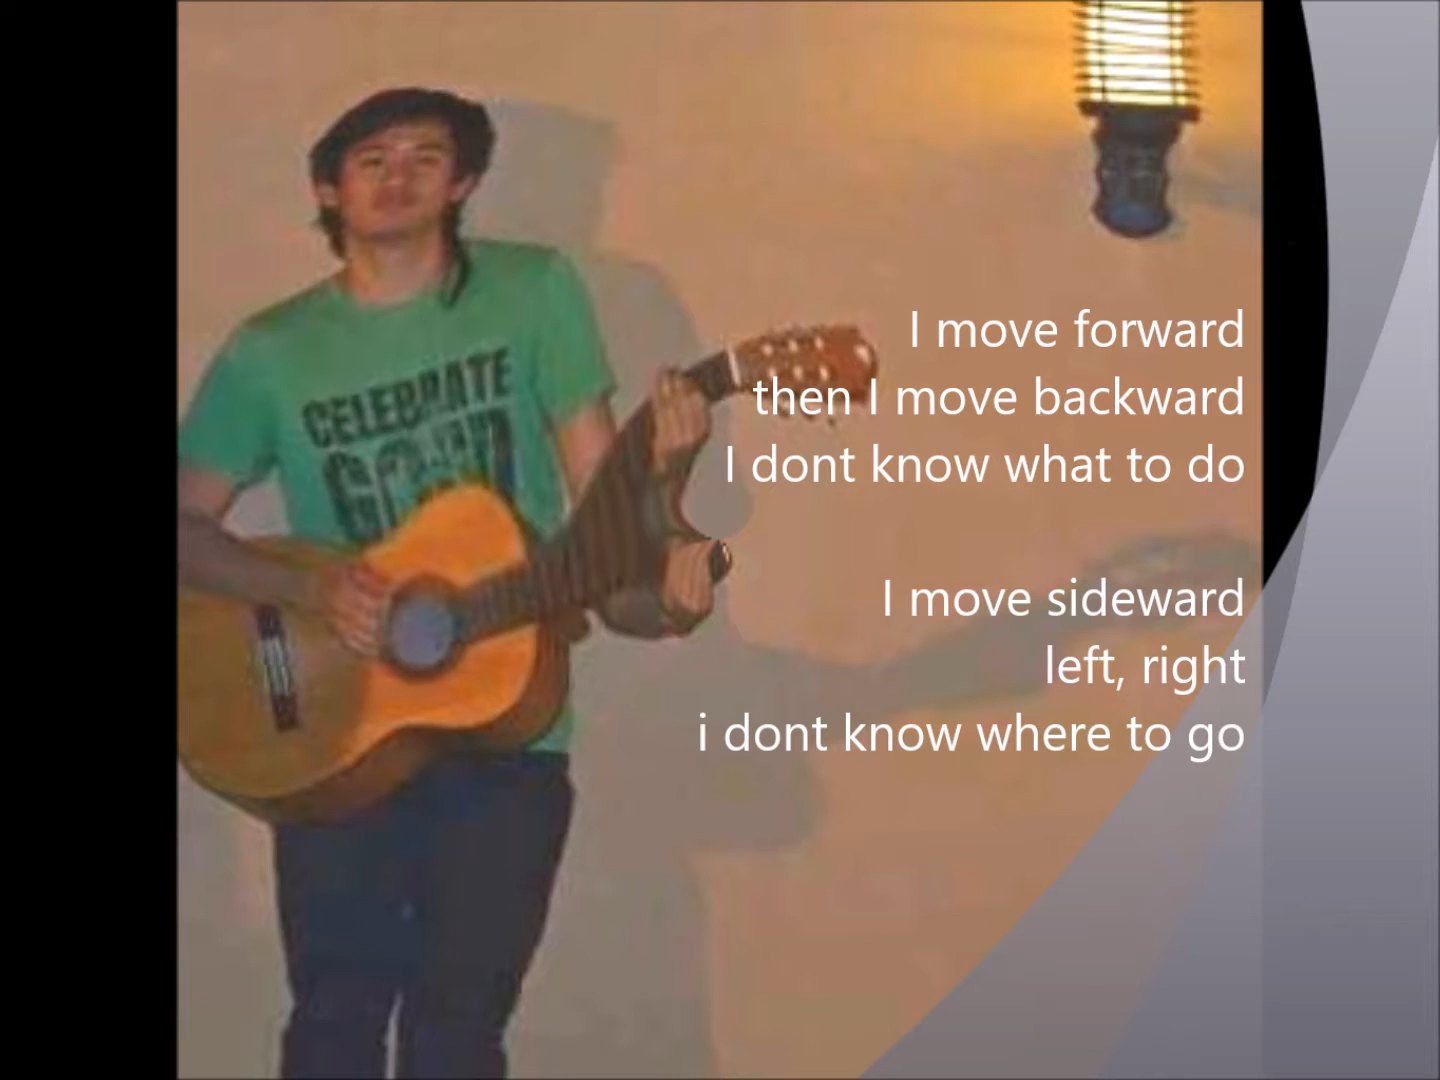 CELEBRATE
I move forward
then I move backward
I dont know what to do
I move sideward
left, right
i dont know where to go